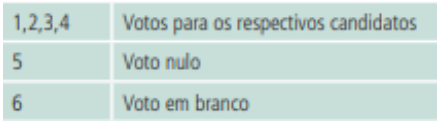 1,2,3,4 Votos para os respectivos candidatos
5 Voto nulo
6 Voto em branco